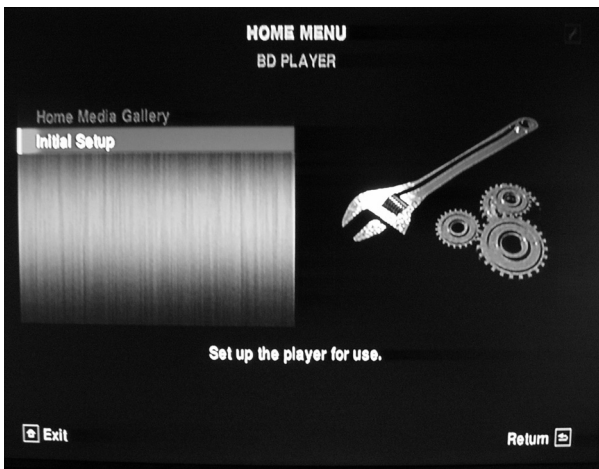 HOME MENU
BD PLAYER
Home Media Gallery
Initial Setup
Set up the player for use.
Exit
Return